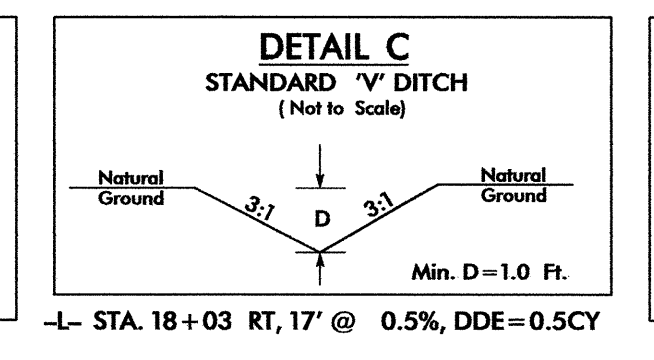 DETAIL C
STANDARD 'V' DITCH
( Not to Scale)
Natural
Ground
3:1
D
3:1
Natural
Ground
Min. D=1.0 Ft.
-L- STA. 18+03 RT, 17' @ 0.5%, DDE=0.5CY